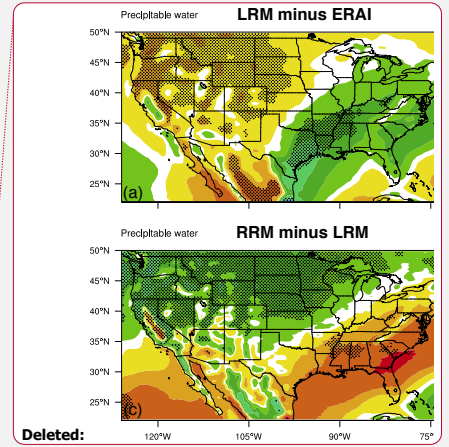 Precipitable water LRM minus ERAI
50°N
45°N
40°N
35°N
30°N
25°N
(a)
Precipitable water RRM minus LRM
50°N
45°N
40°N
35°N
30°N
25°N
(c)
120°W 105°W 90°W 75°
Deleted: